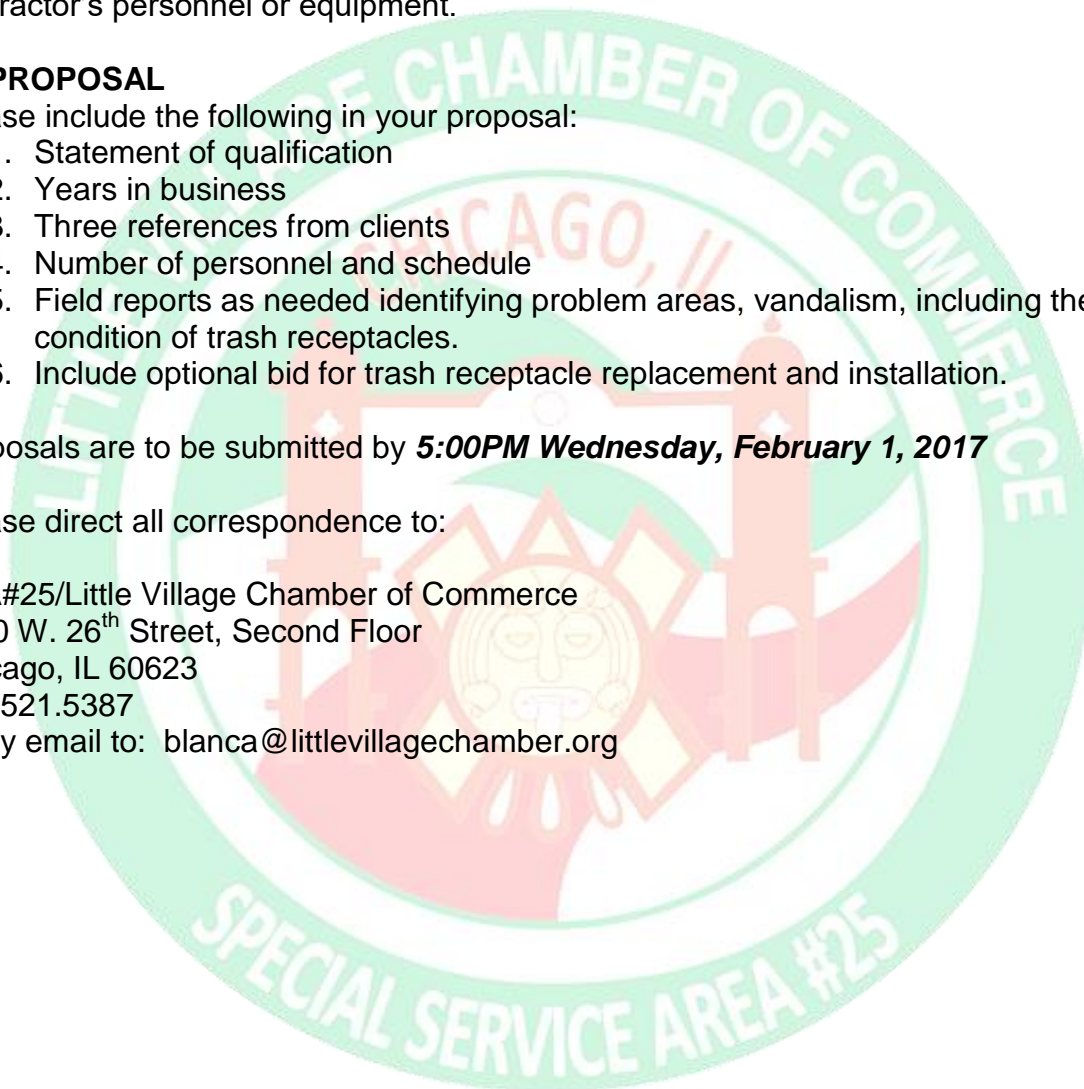 ractor's personnel or equipment.
PROPOSAL
ase include the following in your proposal:
. Statement of qualification
2. Years in business
3. Three references from clients
. Number of personnel and schedule
5. Field reports as needed identifying problem areas, vandalism, including the
condition of trash receptacles.
6. Include optional bid for trash receptacle replacement and installation.
posals are to be submitted by 5:00PM Wednesday, February 1, 2017
ase direct all correspondence to:
#25/Little Village Chamber of Commerce
0 W. 26th Street, Second Floor
cago, IL 60623
521.5387
y email to: blanca@littlevillagechamber.org
LITTLE VILLAGE CHAMBER OF COMMERCE
CHICAGO, Il
SPECIAL SERVICE AREA #25